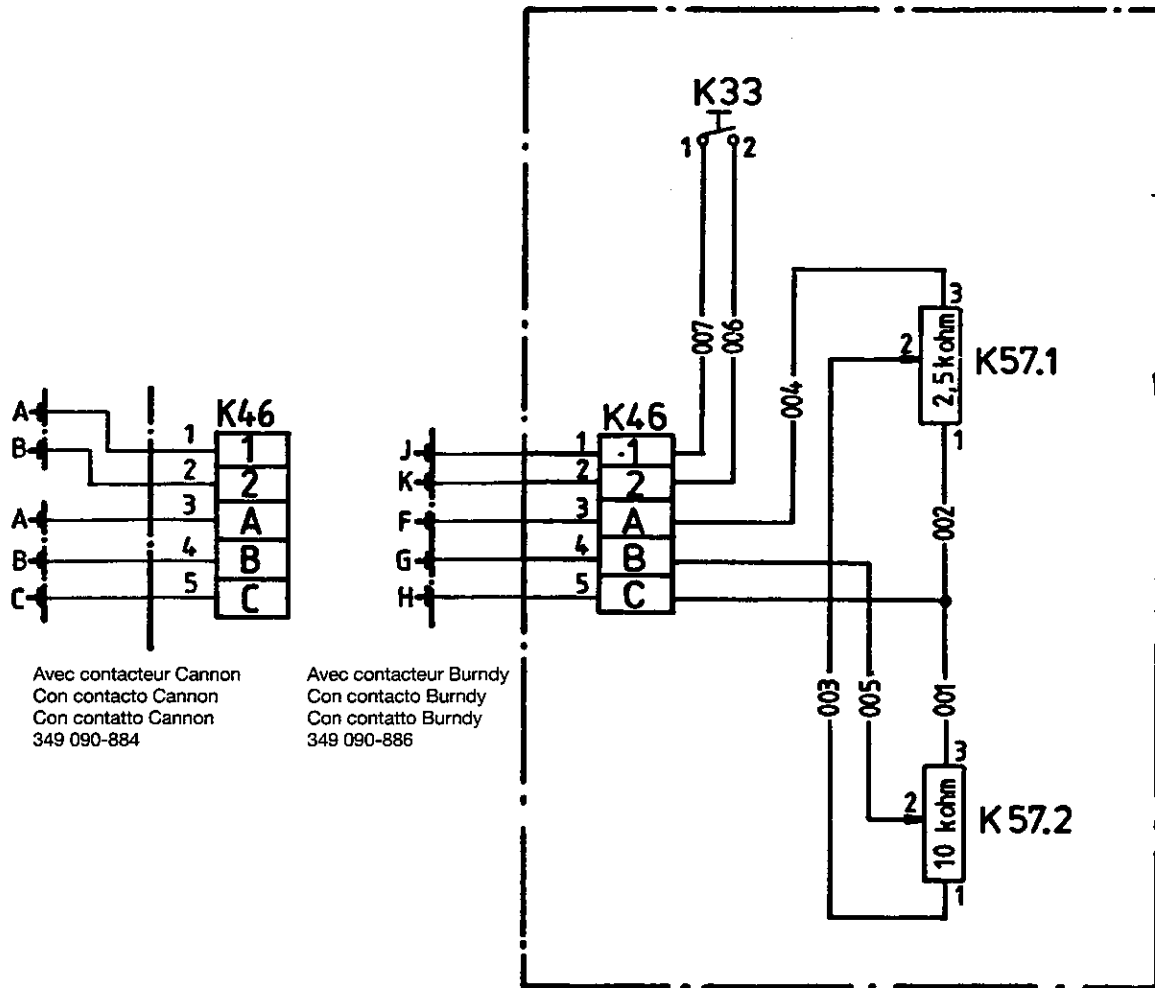 K33
1 2
007
006
3
2
2,5 kohm
K57.1
1
004
002
A
B
A
B
C
1
2
3
4
5
K46
1
2
A
B
C
J
K
F
G
H
1
2
3
4
5
K46
1
2
A
B
C
Avec contacteur Cannon
Con contacto Cannon
Con contatto Cannon
349 090-884
Avec contacteur Burndy
Con contacto Burndy
Con contatto Burndy
349 090-886
003
005
001
3
2
10 kohm
K57.2
1